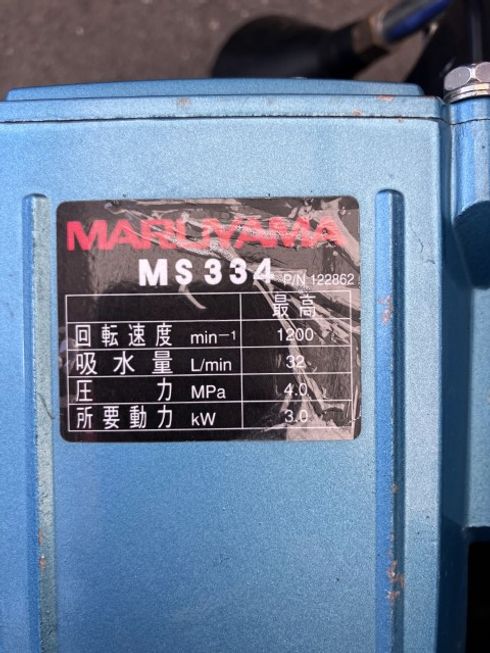 MARUYAMA
MS334 P/N 122862
最高
回転速度 min-1 1200
吸水量 L/min 32
圧力 MPa 4.0
所要動力 kW 3.0